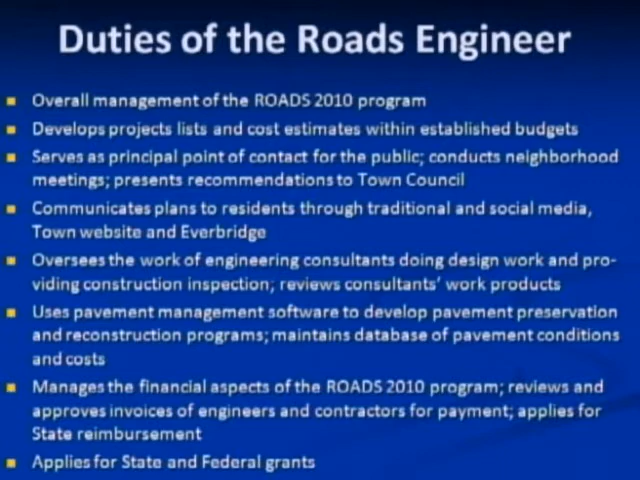 Duties of the Roads Engineer
Overall management of the ROADS 2010 program
Develops projects lists and cost estimates within established budgets
Serves as principal point of contact for the public; conducts neighborhood
meetings; presents recommendations to Town Council
Communicates plans to residents through traditional and social media,
Town website and Everbridge
Oversees the work of engineering consultants doing design work and pro-
viding construction inspection; reviews consultants' work products
Uses pavement management software to develop pavement preservation
and reconstruction programs; maintains database of pavement conditions
and costs
Manages the financial aspects of the ROADS 2010 program; reviews and
approves invoices of engineers and contractors for payment; applies for
State reimbursement
Applies for State and Federal grants